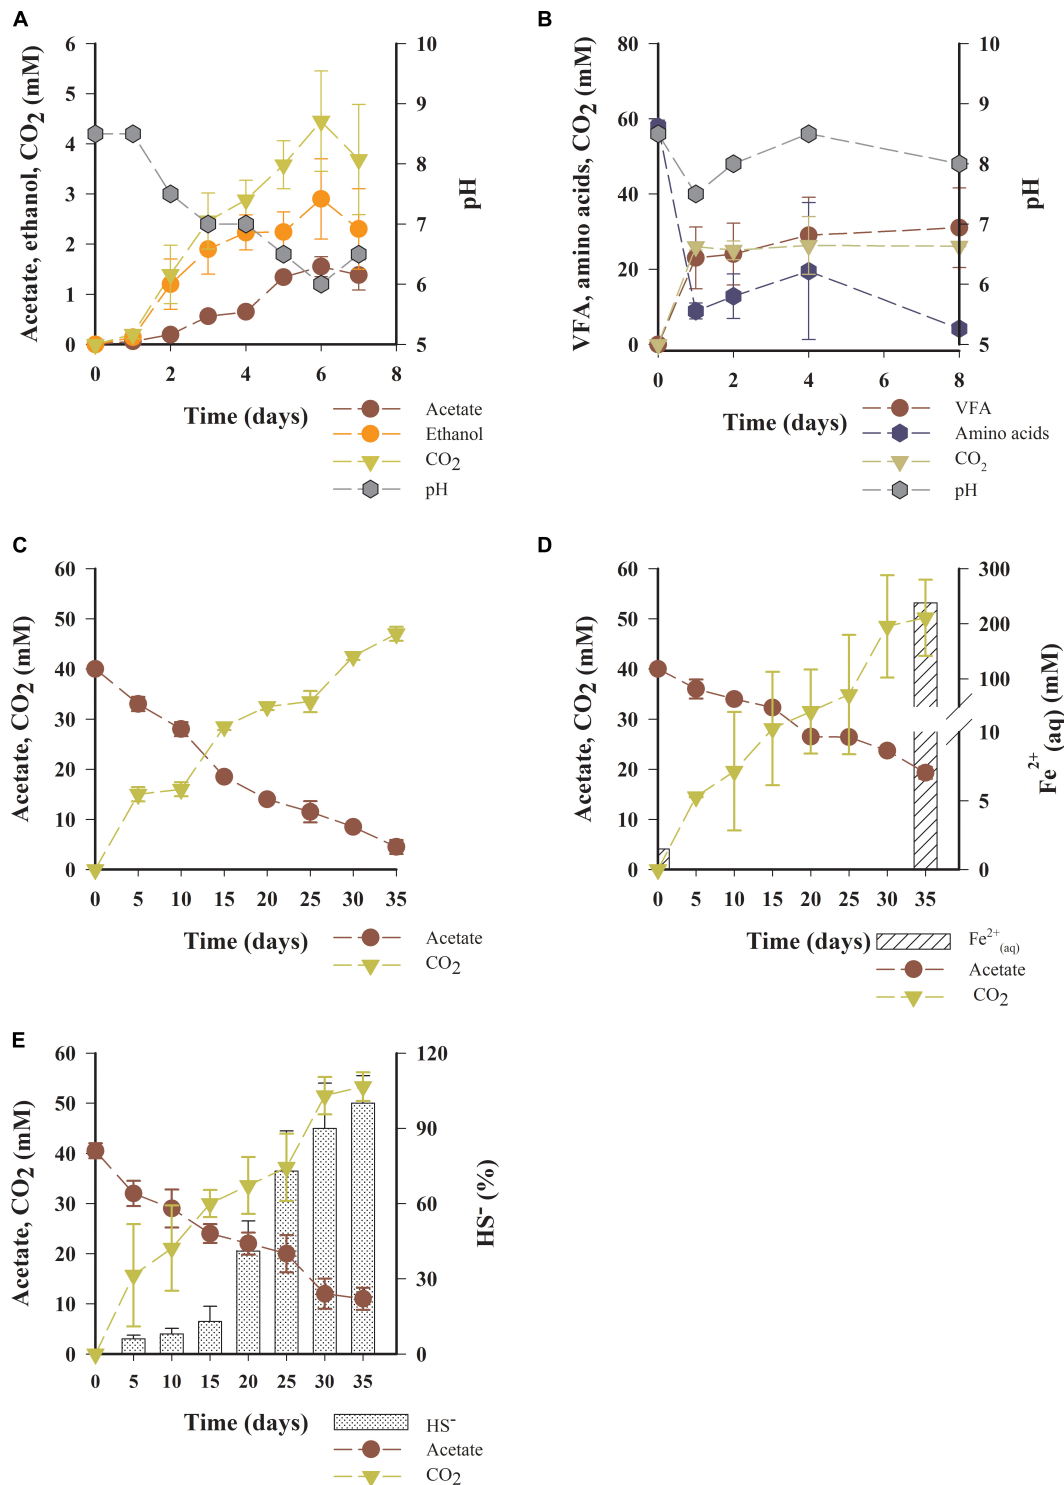 A
Acetate, ethanol, CO2 (mM)
6
5
4
3
2
1
0
10
9
8
7
6
5
pH
0 2 4 6 8
Time (days)
Acetate
Ethanol
CO2
pH
B
VFA, amino acids, CO2 (mM)
80
60
40
20
0
10
9
8
7
6
5
pH
0 2 4 6 8
Time (days)
VFA
Amino acids
CO2
pH
C
Acetate, CO2 (mM)
60
50
40
30
20
10
0
0 5 10 15 20 25 30 35
Time (days)
Acetate
CO2
D
Acetate, CO2 (mM)
60
50
40
30
20
10
0
300
200
100
10
5
0
Fe2+(aq) (mM)
0 5 10 15 20 25 30 35
Time (days)
Fe2+(aq)
Acetate
CO2
E
Acetate, CO2 (mM)
60
50
40
30
20
10
0
120
90
60
30
0
HS- (%)
0 5 10 15 20 25 30 35
Time (days)
HS-
Acetate
CO2